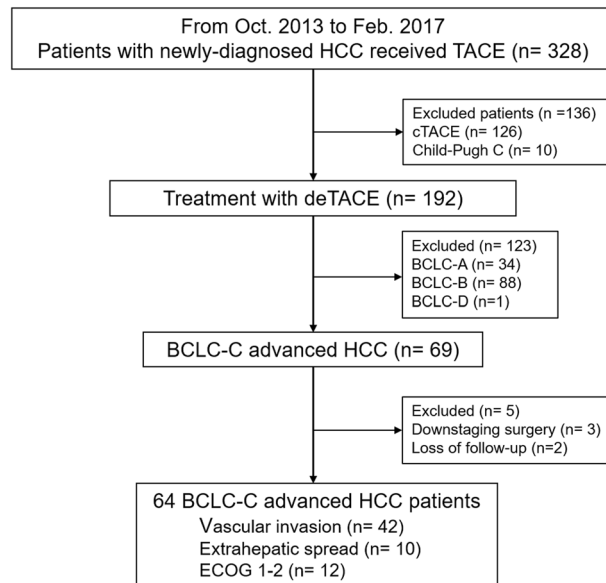 From Oct. 2013 to Feb. 2017
Patients with newly-diagnosed HCC received TACE (n= 328)
Excluded patients (n =136)
cTACE (n= 126)
Child-Pugh C (n= 10)
Treatment with deTACE (n= 192)
Excluded (n= 123)
BCLC-A (n= 34)
BCLC-B (n= 88)
BCLC-D (n=1)
BCLC-C advanced HCC (n= 69)
Excluded (n= 5)
Downstaging surgery (n= 3)
Loss of follow-up (n=2)
64 BCLC-C advanced HCC patients
Vascular invasion (n= 42)
Extrahepatic spread (n= 10)
ECOG 1-2 (n= 12)